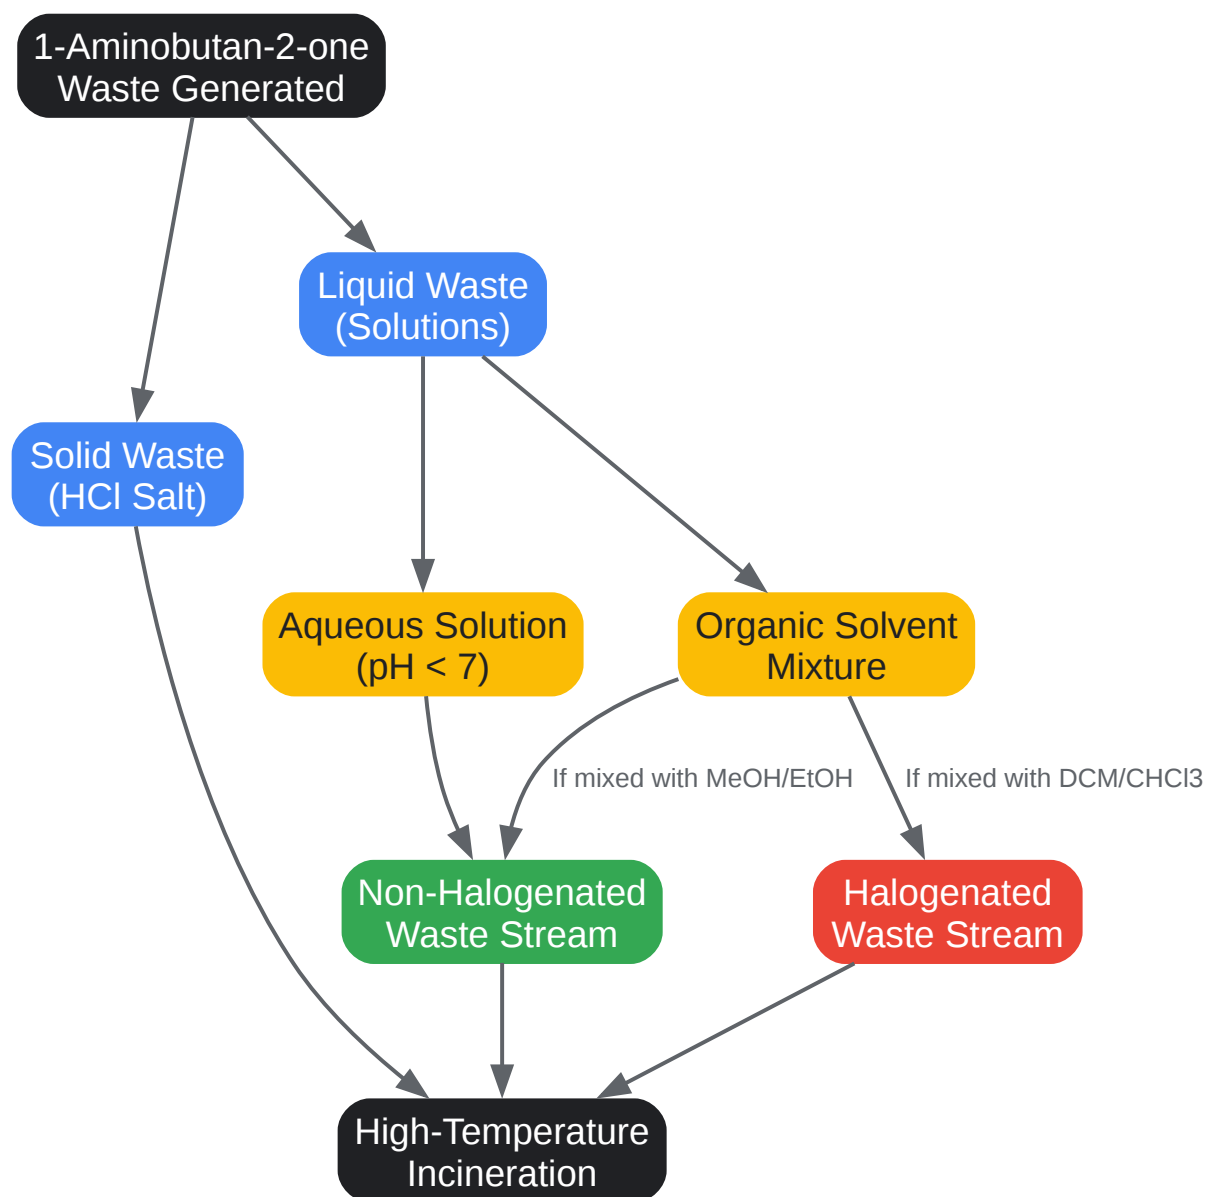 1-Aminobutan-2-one
Waste Generated
Liquid Waste
(Solutions)
Solid Waste
(HCl Salt)
Aqueous Solution
(pH < 7)
Organic Solvent
Mixture
If mixed with MeOH/EtOH
If mixed with DCM/CHCl3
Non-Halogenated
Waste Stream
Halogenated
Waste Stream
High-Temperature
Incineration